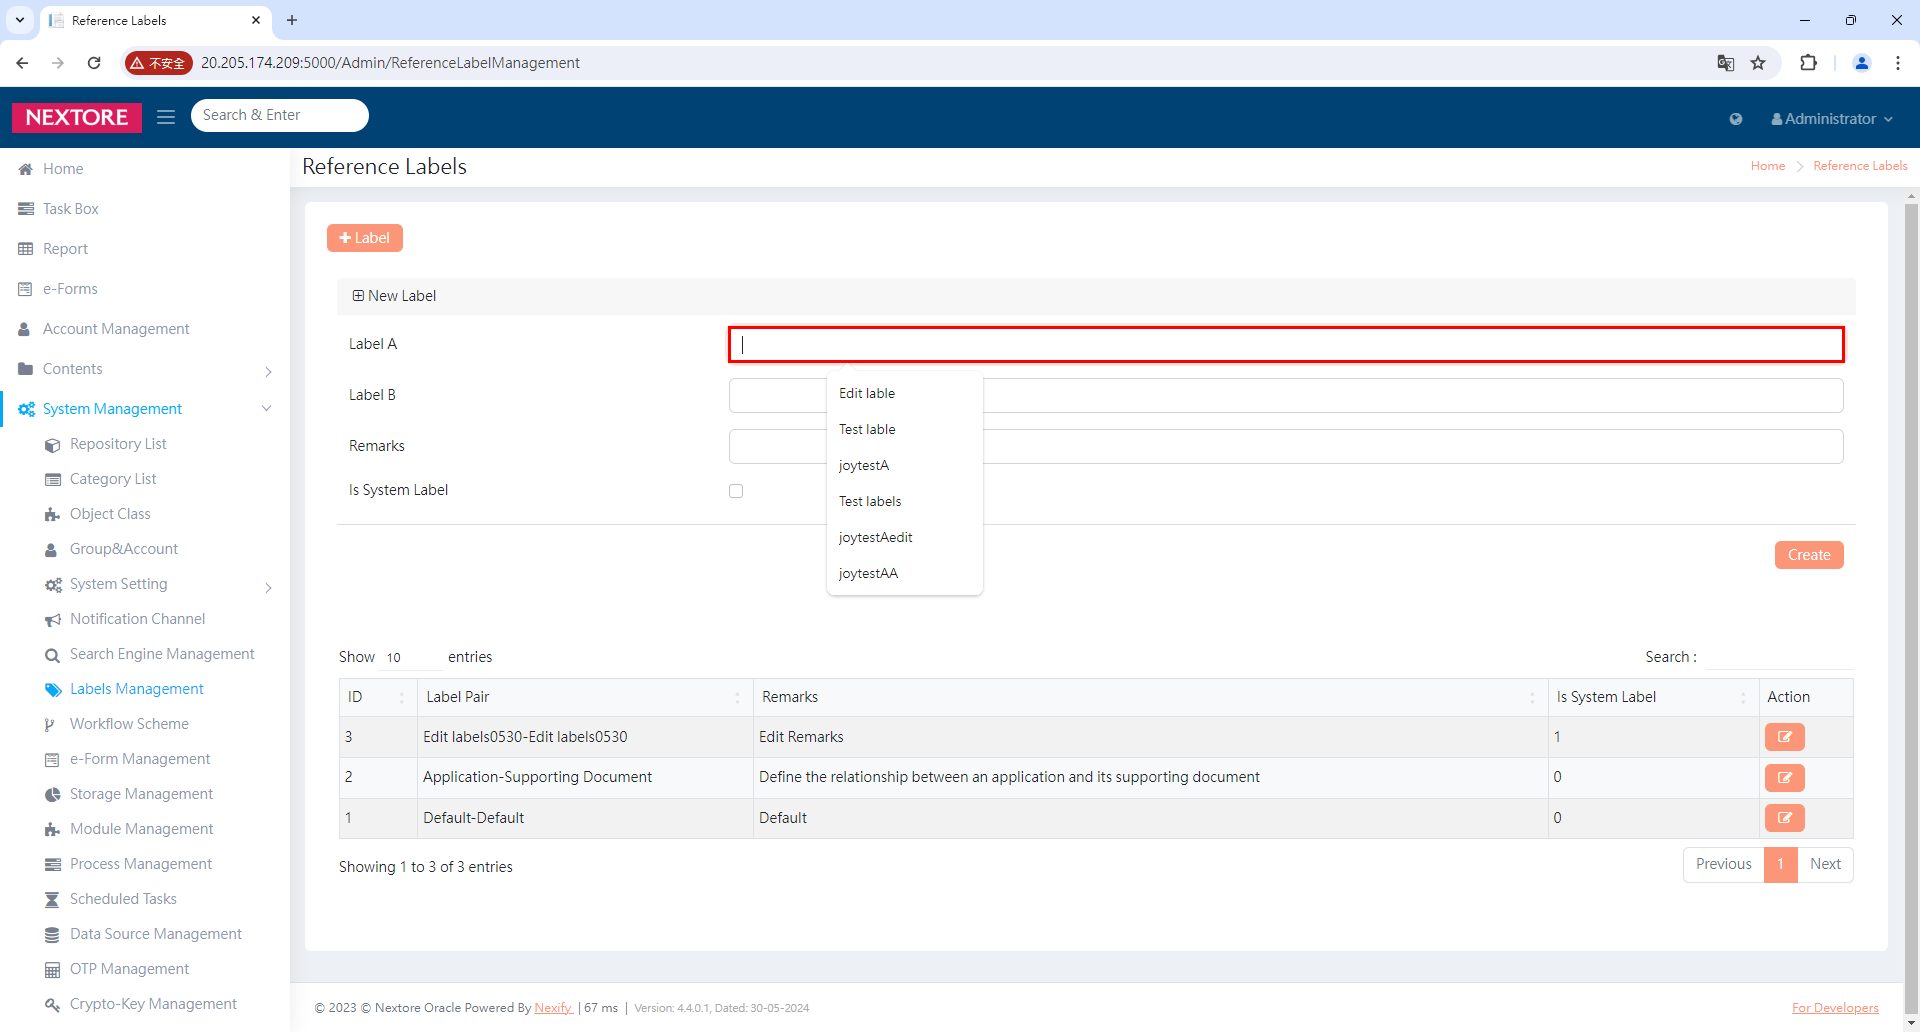 Reference Labels
不安全
20.205.174.209:5000/Admin/ReferenceLabelManagement
NEXTORE
Search & Enter
Administrator
Home
Task Box
Report
e-Forms
Account Management
Contents
System Management
Repository List
Category List
Object Class
Group&Account
System Setting
Notification Channel
Search Engine Management
Labels Management
Workflow Scheme
e-Form Management
Storage Management
Module Management
Process Management
Scheduled Tasks
Data Source Management
OTP Management
Crypto-Key Management
Reference Labels
Home > Reference Labels
+ Label
New Label
Label A
Label B
Remarks
Is System Label
Edit lable
Test lable
joytestA
Test labels
joytestAedit
joytestAA
Create
Show 10 entries
Search :
ID Label Pair Remarks Is System Label Action
3 Edit labels0530-Edit labels0530 Edit Remarks 1
2 Application-Supporting Document Define the relationship between an application and its supporting document 0
1 Default-Default Default 0
Showing 1 to 3 of 3 entries
Previous 1 Next
© 2023 © Nextore Oracle Powered By Nexify | 67 ms | Version: 4.4.0.1, Dated: 30-05-2024
For Developers